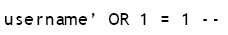 username’ OR 1 = 1 --